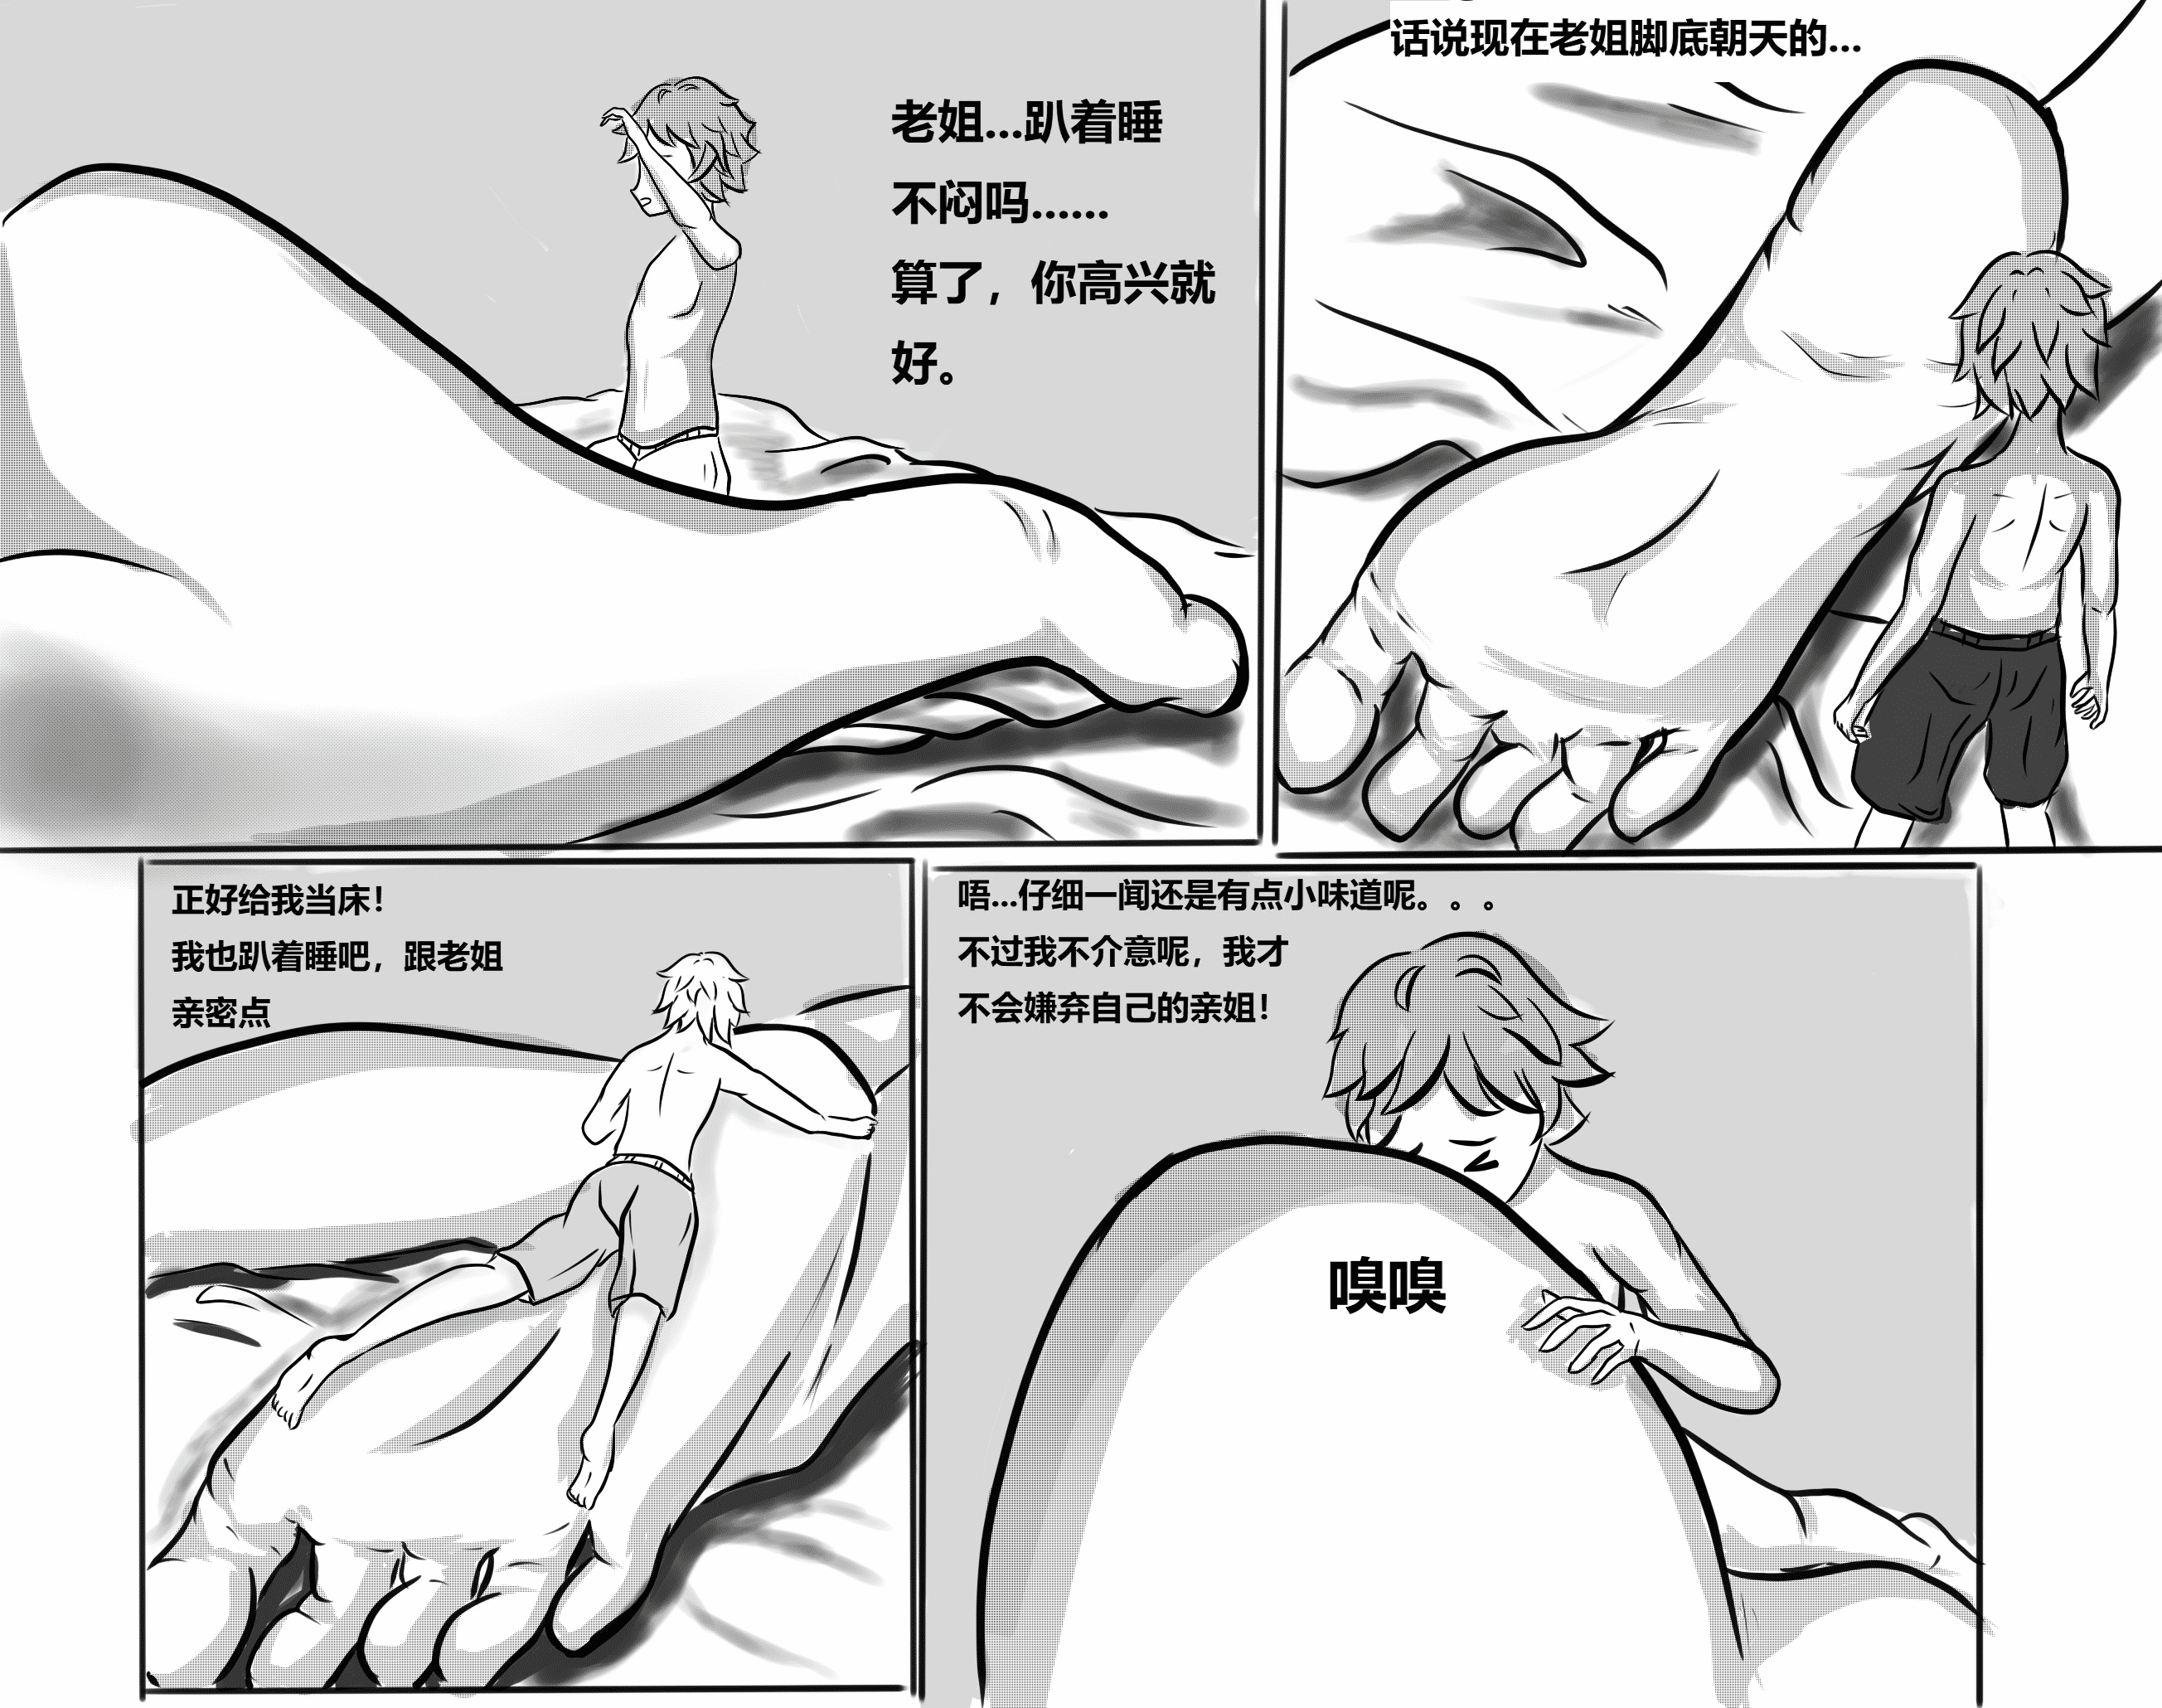 老姐...趴着睡
不闷吗......
算了，你高兴就
好。
话说现在老姐脚底朝天的...
正好给我当床！
我也趴着睡吧，跟老姐
亲密点
唔...仔细一闻还是有点小味道呢。。。
不过我不介意呢，我才
不会嫌弃自己的亲姐！
嗅嗅